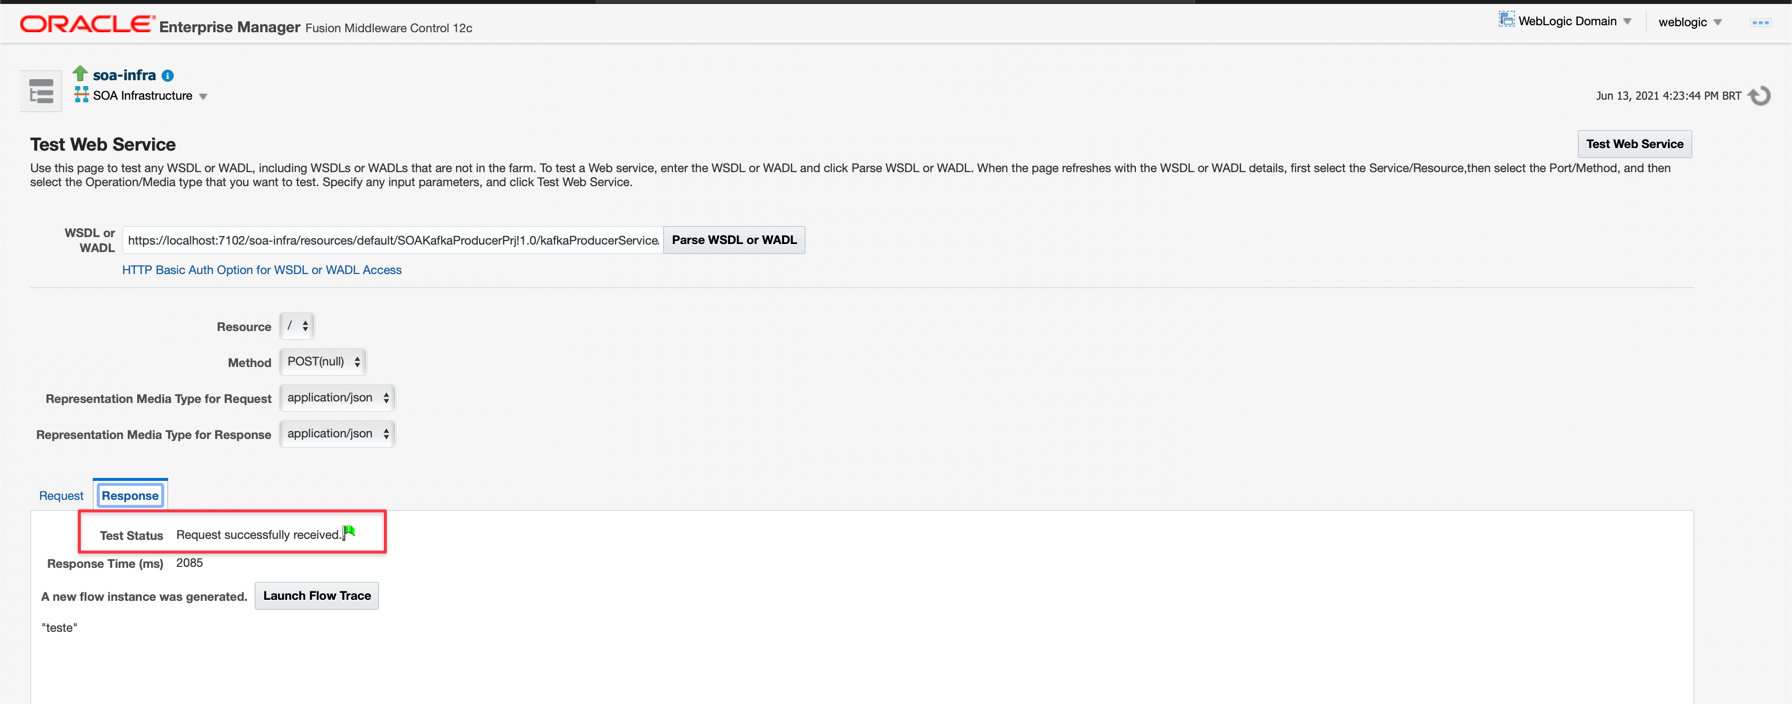 ORACLE Enterprise Manager Fusion Middleware Control 12c
WebLogic Domain
weblogic
soa-infra
SOA Infrastructure
Jun 13, 2021 4:23:44 PM BRT
Test Web Service
Test Web Service
Use this page to test any WSDL or WADL, including WSDLs or WADLs that are not in the farm. To test a Web service, enter the WSDL or WADL and click Parse WSDL or WADL. When the page refreshes with the WSDL or WADL details, first select the Service/Resource,then select the Port/Method, and then
select the Operation/Media type that you want to test. Specify any input parameters, and click Test Web Service.
WSDL or
WADL
https://localhost:7102/soa-infra/resources/default/SOAKafkaProducerPrj!1.0/kafkaProducerService.
Parse WSDL or WADL
HTTP Basic Auth Option for WSDL or WADL Access
Resource /
Method POST(null)
Representation Media Type for Request application/json
Representation Media Type for Response application/json
Request Response
Test Status Request successfully received.
Response Time (ms) 2085
A new flow instance was generated. Launch Flow Trace
"teste"